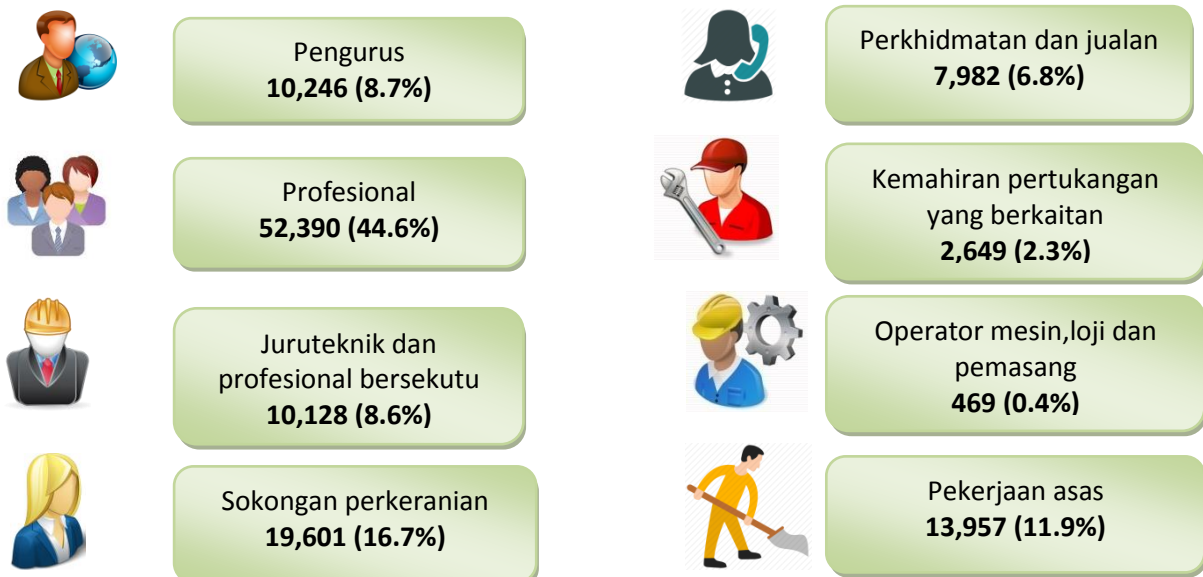 Pengurus
10,246 (8.7%)
Profesional
52,390 (44.6%)
Juruteknik dan
profesional bersekutu
10,128 (8.6%)
Sokongan perkeranian
19,601 (16.7%)
Perkhidmatan dan jualan
7,982 (6.8%)
Kemahiran pertukangan
yang berkaitan
2,649 (2.3%)
Operator mesin,loji dan
pemasang
469 (0.4%)
Pekerjaan asas
13,957 (11.9%)